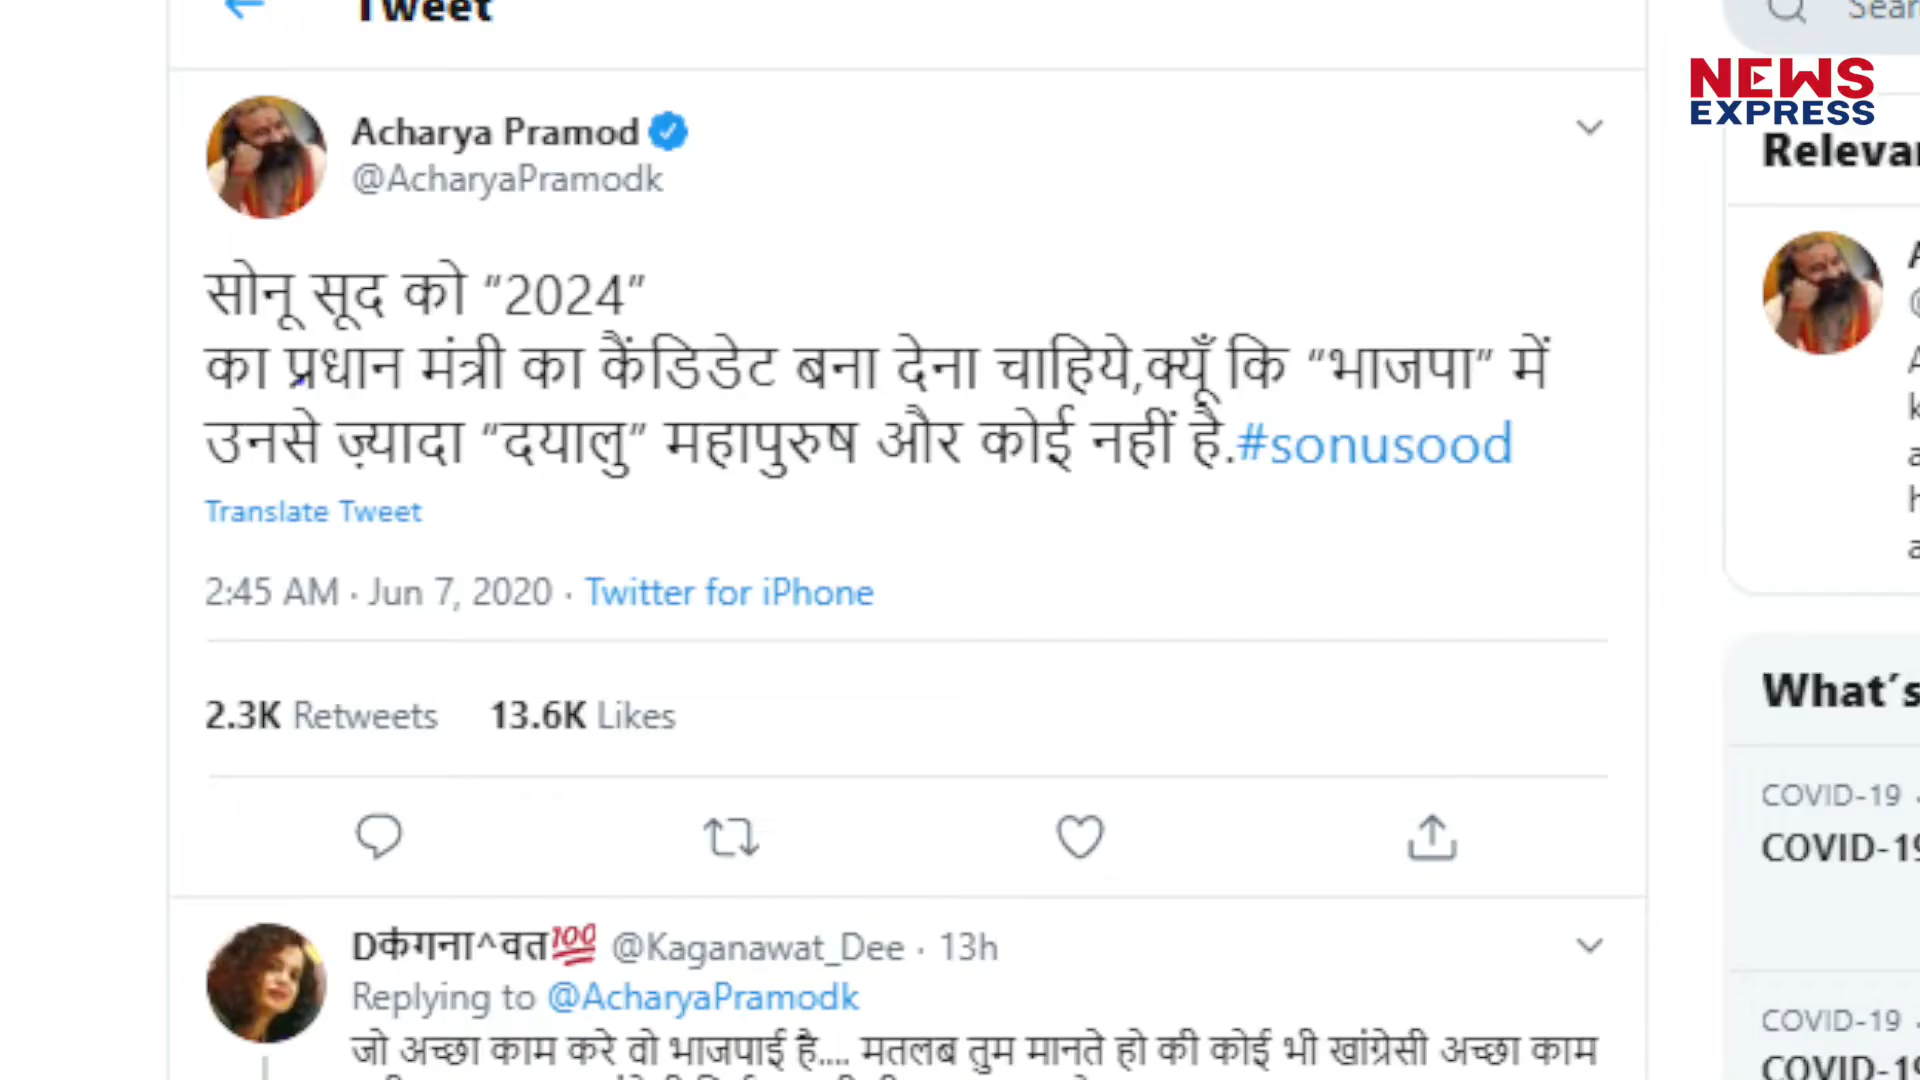 Tweet
NEWS
EXPRESS
Acharya Pramod
@AcharyaPramodk
सोनू सूद को “2024”
का प्रधान मंत्री का कैंडिडेट बना देना चाहिये,क्यूँ कि “भाजपा” में
उनसे ज़्यादा “दयालु” महापुरुष और कोई नहीं है.#sonusood
Translate Tweet
2:45 AM · Jun 7, 2020 · Twitter for iPhone
2.3K Retweets 13.6K Likes
Dकंगना^वत💯 @Kaganawat_Dee · 13h
Replying to @AcharyaPramodk
जो अच्छा काम करे वो भाजपाई है.... मतलब तुम मानते हो की कोई भी खांग्रेसी अच्छा काम
What's
COVID-19
COVID-19
COVID-19
COVID-19